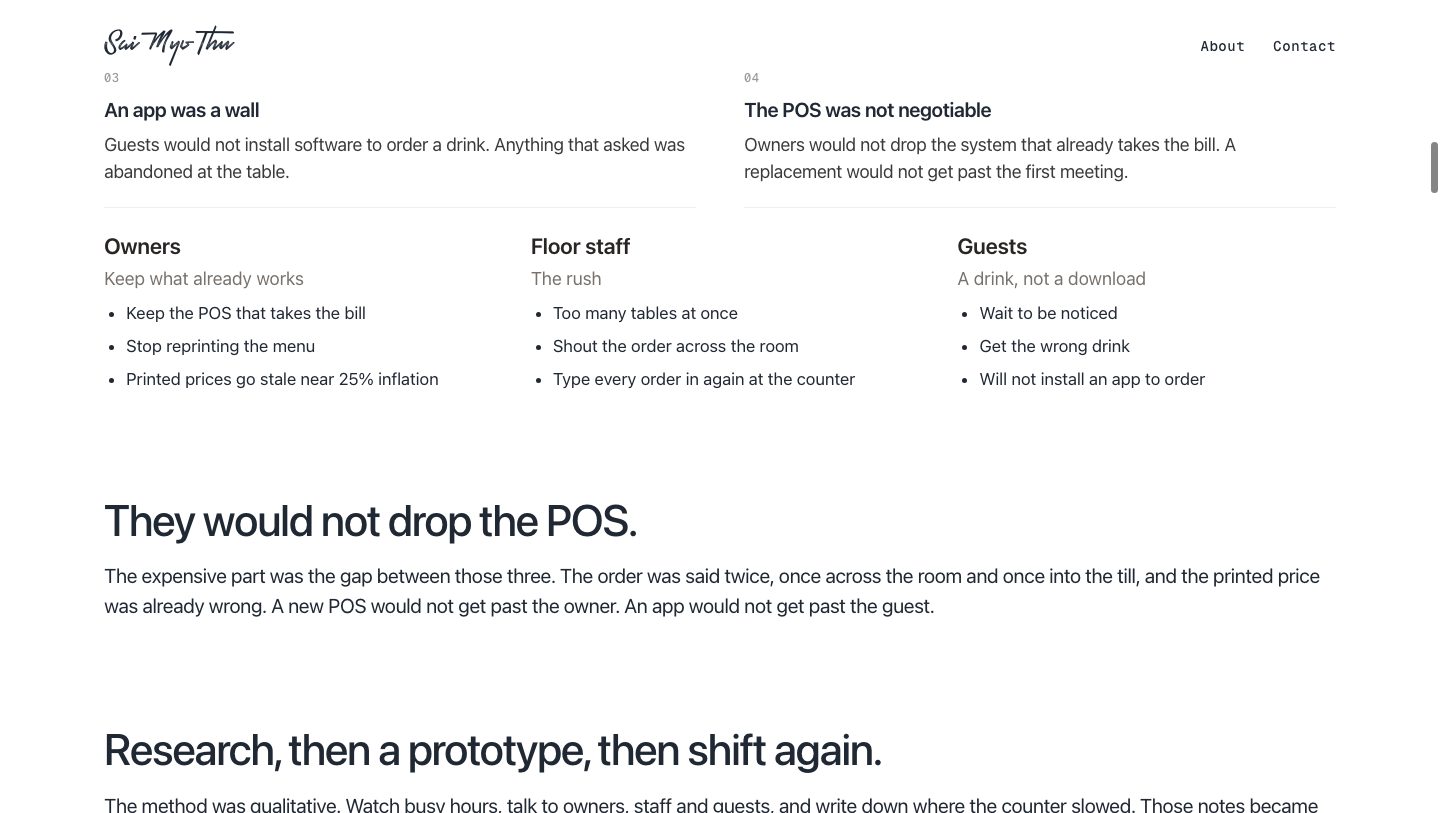 Sai Myo Thu
About
Contact
03
An app was a wall
Guests would not install software to order a drink. Anything that asked was
abandoned at the table.
04
The POS was not negotiable
Owners would not drop the system that already takes the bill. A
replacement would not get past the first meeting.
Owners
Keep what already works
• Keep the POS that takes the bill
• Stop reprinting the menu
• Printed prices go stale near 25% inflation
Floor staff
The rush
• Too many tables at once
• Shout the order across the room
• Type every order in again at the counter
Guests
A drink, not a download
• Wait to be noticed
• Get the wrong drink
• Will not install an app to order
They would not drop the POS.
The expensive part was the gap between those three. The order was said twice, once across the room and once into the till, and the printed price
was already wrong. A new POS would not get past the owner. An app would not get past the guest.
Research, then a prototype, then shift again.
The method was qualitative. Watch busy hours, talk to owners, staff and guests, and write down where the counter slowed. Those notes became